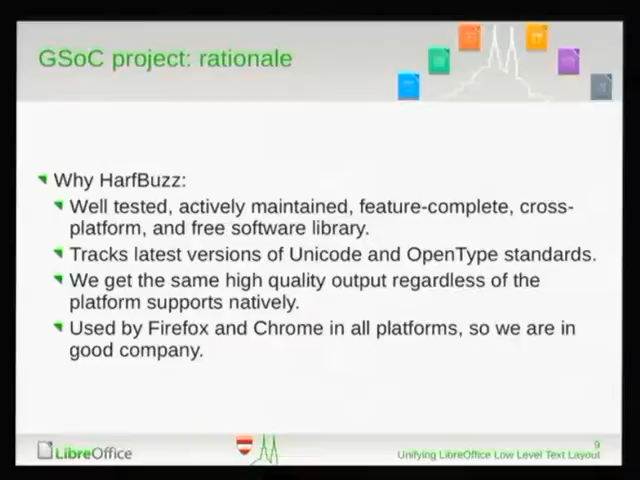 GSoC project: rationale
Why HarfBuzz:
Well tested, actively maintained, feature-complete, cross-
platform, and free software library.
Tracks latest versions of Unicode and OpenType standards.
We get the same high quality output regardless of the
platform supports natively.
Used by Firefox and Chrome in all platforms, so we are in
good company.
LibreOffice
9
Unifying LibreOffice Low Level Text Layout